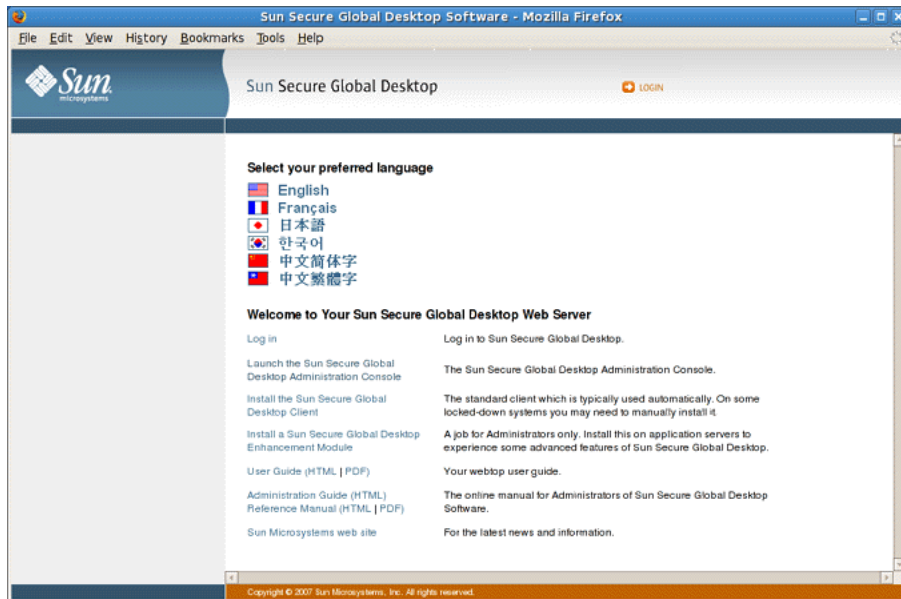 Sun Secure Global Desktop Software - Mozilla Firefox
File Edit View History Bookmarks Tools Help
Sun
microsystems
Sun Secure Global Desktop
LOGIN
Select your preferred language
English
Français
日本語
한국어
中文简体字
中文繁體字
Welcome to Your Sun Secure Global Desktop Web Server
Log in
Log in to Sun Secure Global Desktop.
Launch the Sun Secure Global
Desktop Administration Console
The Sun Secure Global Desktop Administration Console.
Install the Sun Secure Global
Desktop Client
The standard client which is typically used automatically. On some
locked-down systems you may need to manually install it
Install a Sun Secure Global Desktop
Enhancement Module
A job for Administrators only. Install this on application servers to
experience some advanced features of Sun Secure Global Desktop.
User Guide (HTML | PDF)
Your webtop user guide.
Administration Guide (HTML)
Reference Manual (HTML | PDF)
The online manual for Administrators of Sun Secure Global Desktop
Software.
Sun Microsystems web site
For the latest news and information.
Copyright © 2007 Sun Microsystems, Inc. All rights reserved.